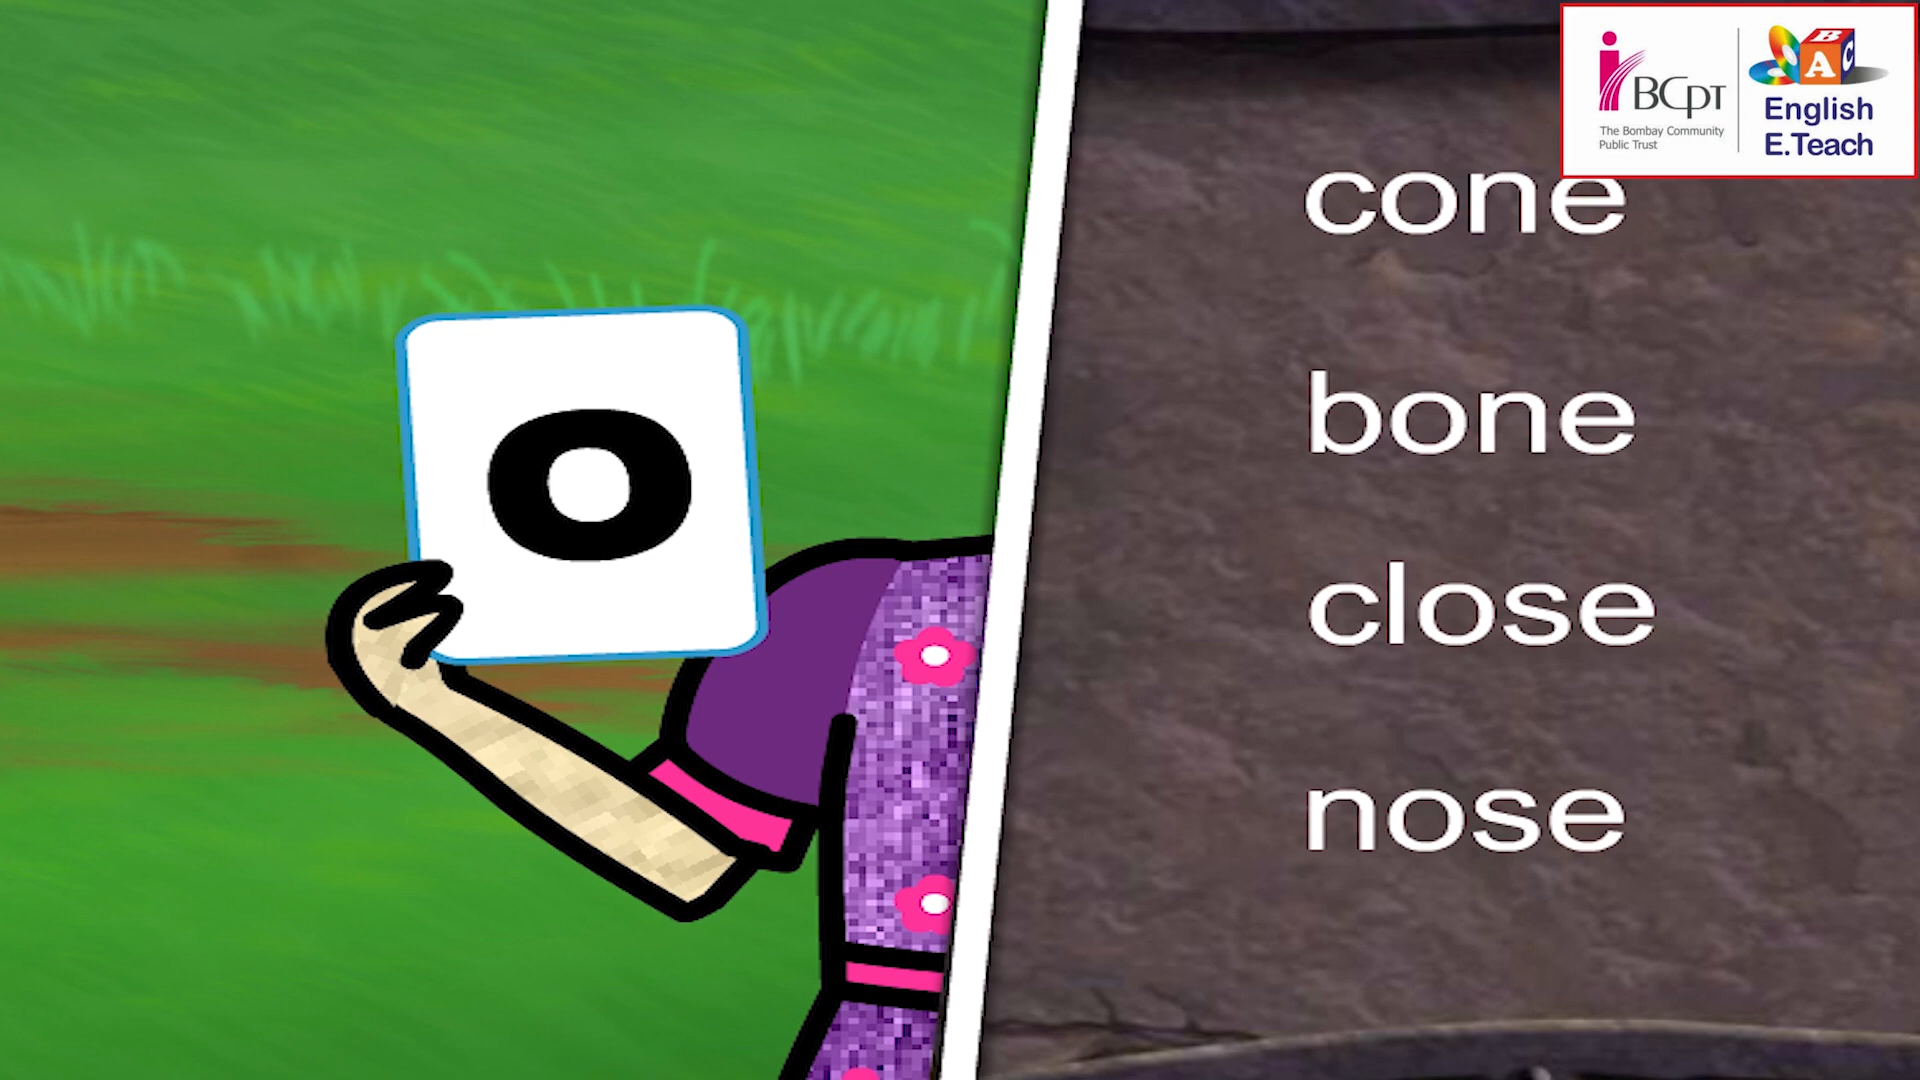 o
cone
bone
close
nose
BCpt
The Bombay Community
Public Trust
B
A
C
English
E.Teach